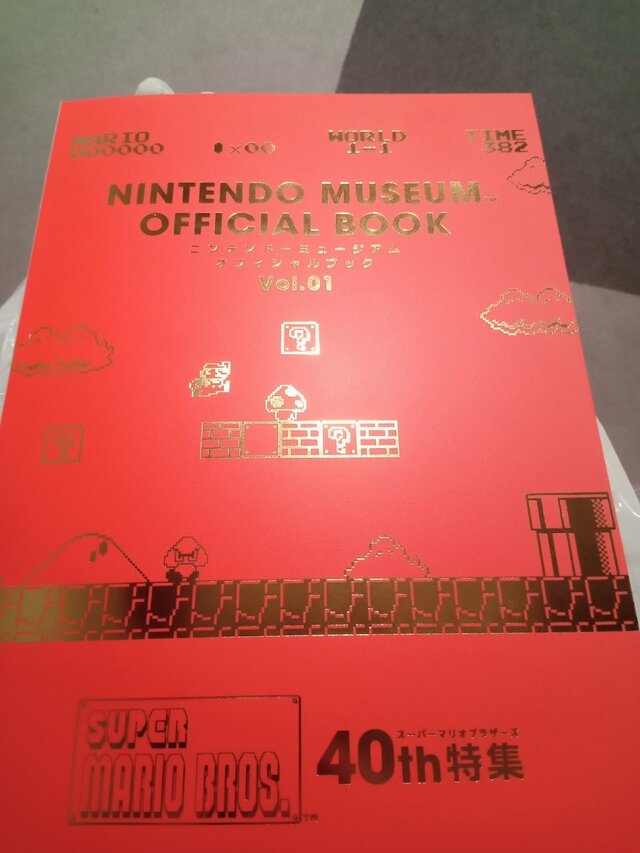 MARIO WORLD TIME
000000 ×00 1-1 382
NINTENDO MUSEUM™
OFFICIAL BOOK
ニンテンドーミュージアム
オフィシャルブック
Vol.01
?
?
?
スーパーマリオブラザーズ
SUPER
MARIO BROS.
40th特集